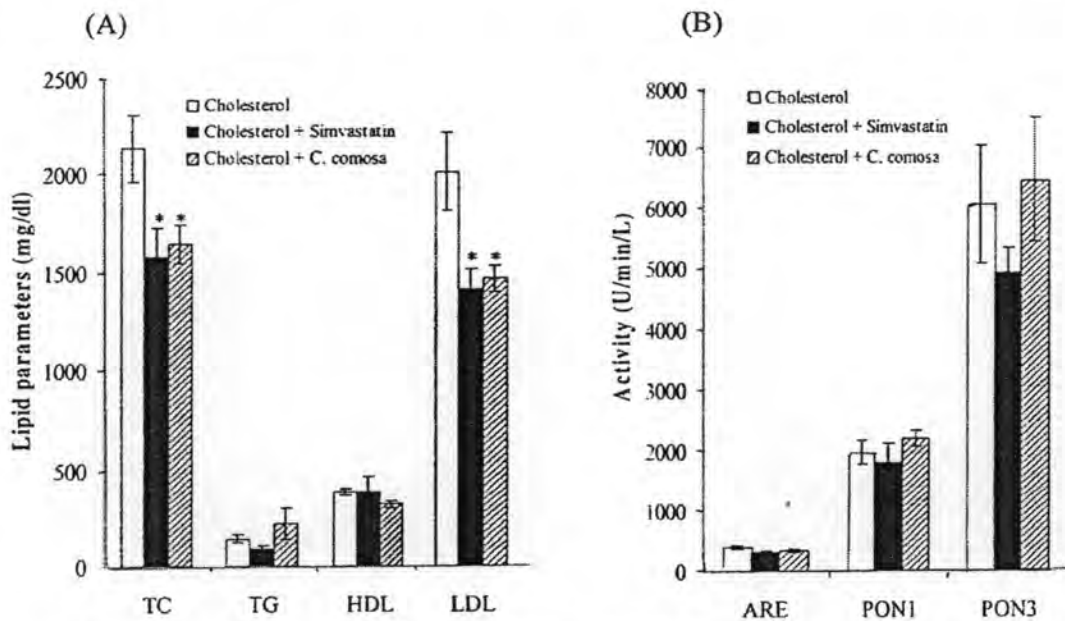 (A)
Lipid parameters (mg/dl)
2500
2000
1500
1000
500
0
Cholesterol
Cholesterol + Simvastatin
Cholesterol + C. comosa
* *
* *
TC TG HDL LDL
(B)
Activity (U/min/L)
8000
7000
6000
5000
4000
3000
2000
1000
0
Cholesterol
Cholesterol + Simvastatin
Cholesterol + C. comosa
ARE PON1 PON3